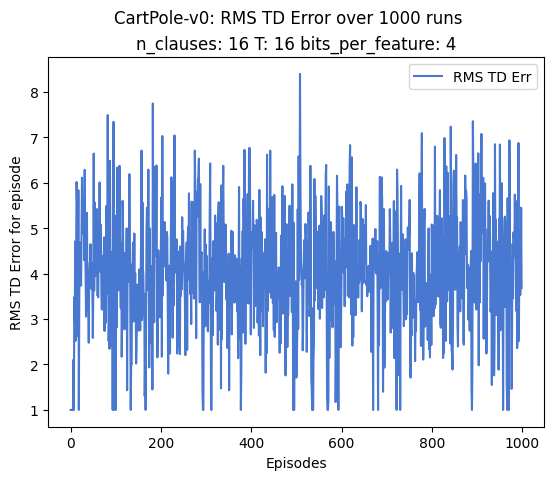 CartPole-v0: RMS TD Error over 1000 runs
n_clauses: 16 T: 16 bits_per_feature: 4
RMS TD Err
RMS TD Error for episode
8
7
6
5
4
3
2
1
0
200
400
600
800
1000
Episodes